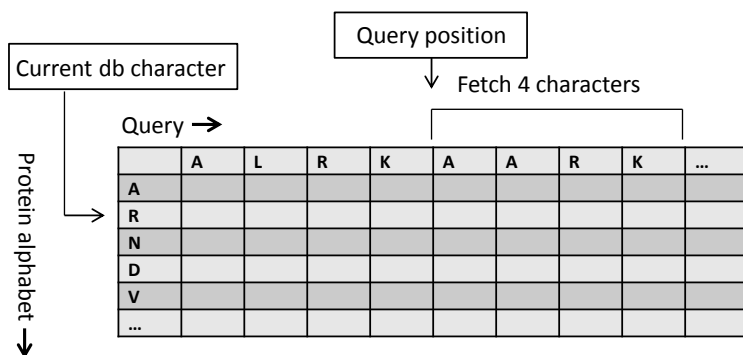 Query position
Current db character
Fetch 4 characters
Query
Protein alphabet
A L R K A A R K ...
A
R
N
D
V
...